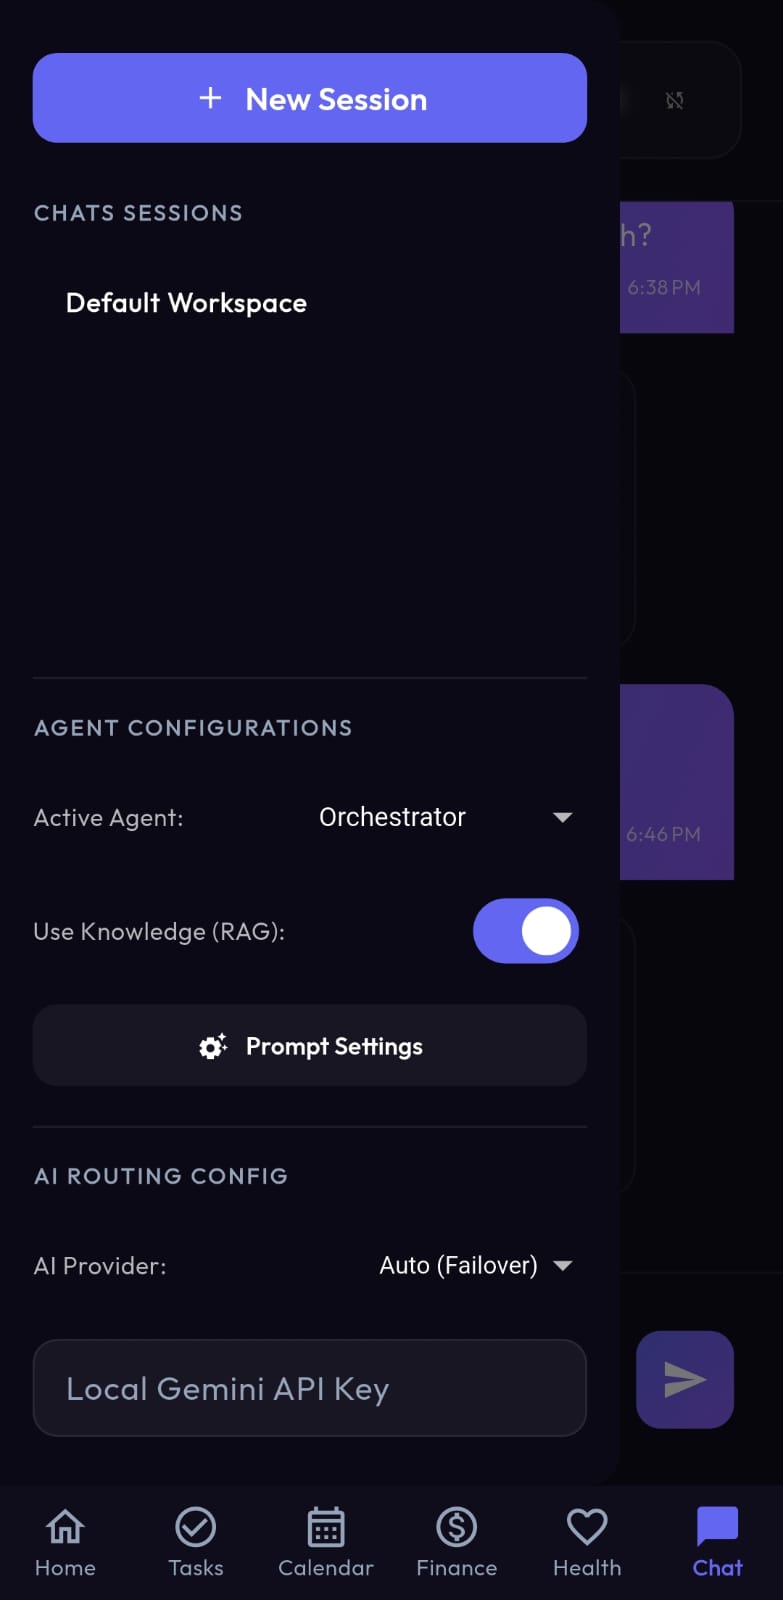 New Session
CHATS SESSIONS
Default Workspace
h?
6:38 PM
AGENT CONFIGURATIONS
Active Agent: Orchestrator
6:46 PM
Use Knowledge (RAG):
Prompt Settings
AI ROUTING CONFIG
AI Provider: Auto (Failover)
Local Gemini API Key
Home Tasks Calendar Finance Health Chat